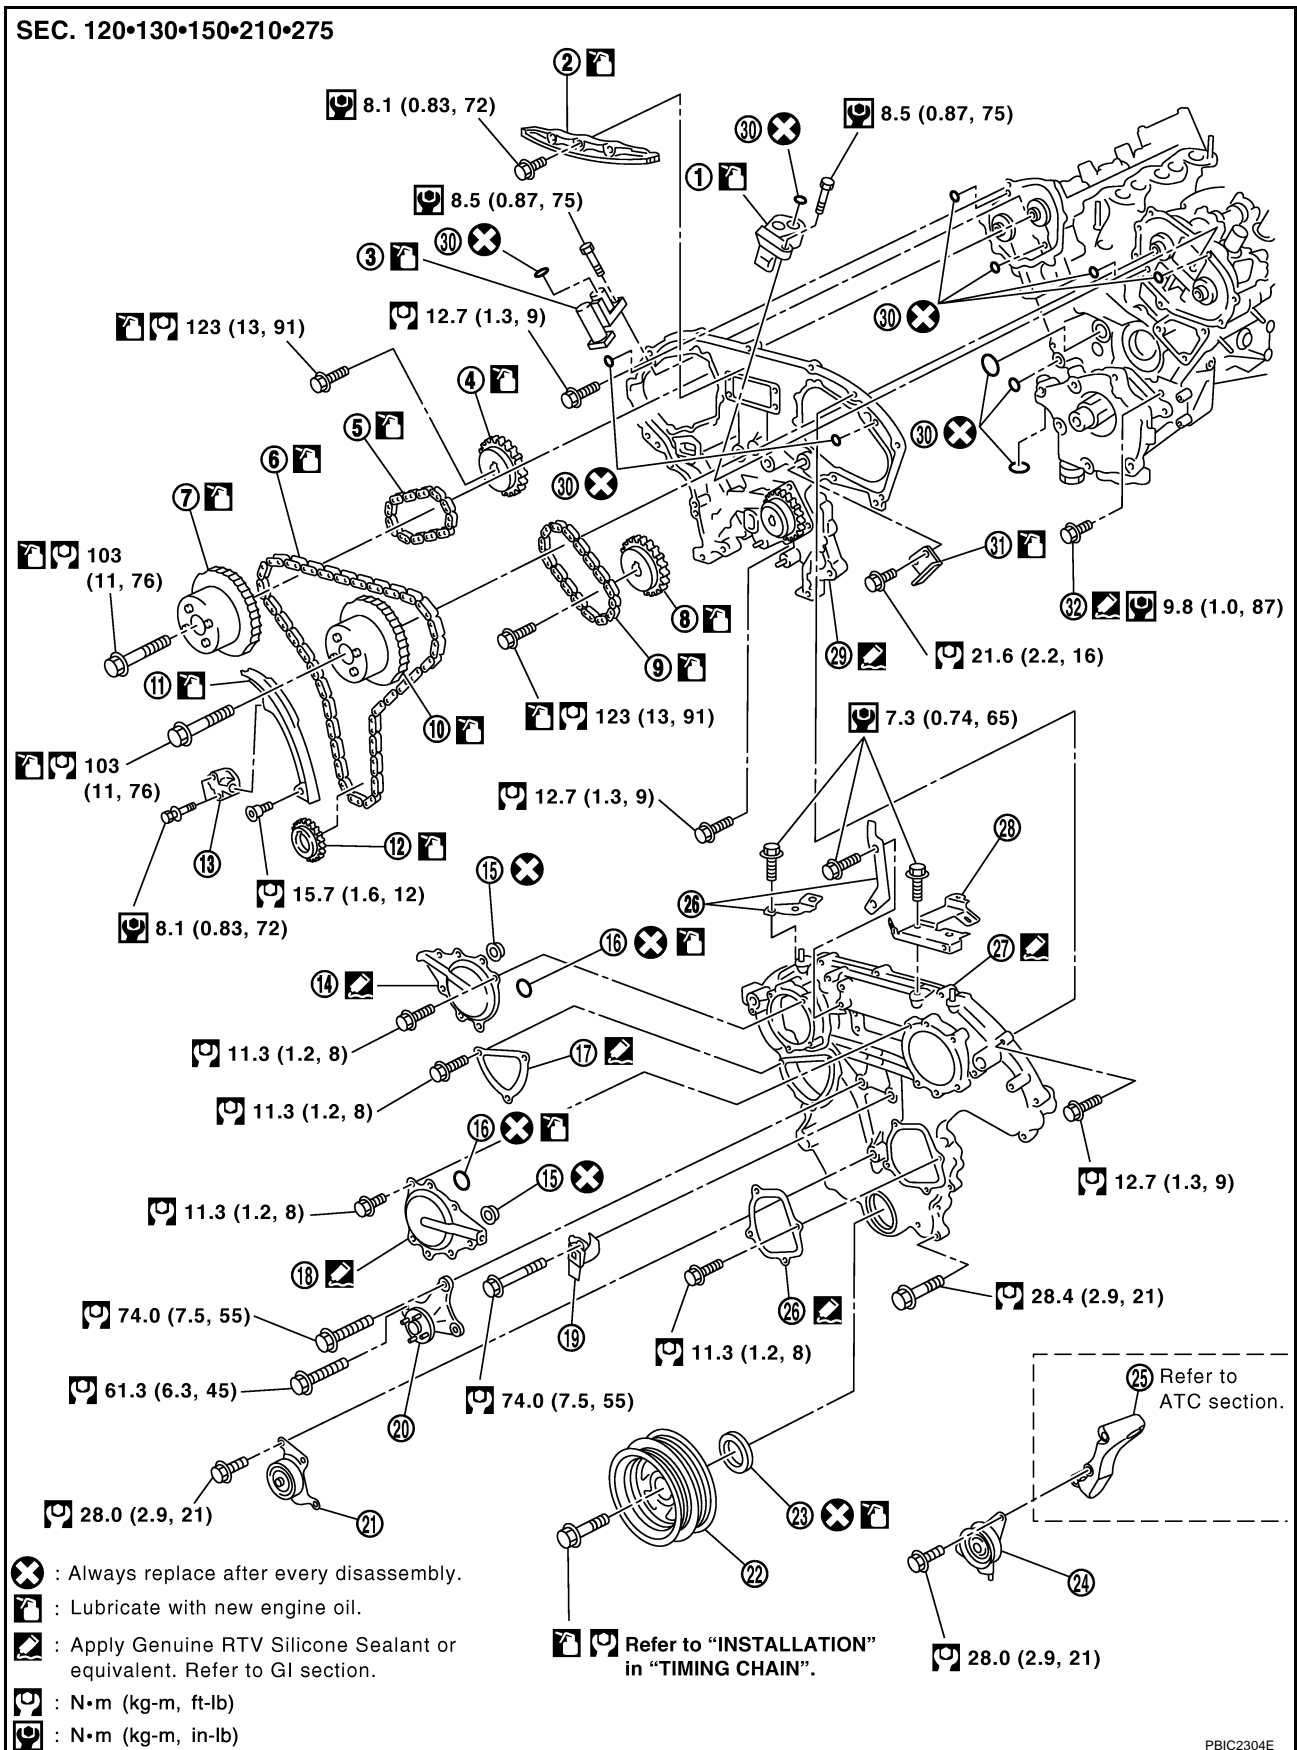 SEC. 120•130•150•210•275
2
8.1 (0.83, 72)
30
8.5 (0.87, 75)
1
8.5 (0.87, 75)
30
3
12.7 (1.3, 9)
123 (13, 91)
30
4
5
6
30
7
30
103
(11, 76)
31
32 9.8 (1.0, 87)
8
29
21.6 (2.2, 16)
9
11
10
123 (13, 91)
7.3 (0.74, 65)
103
(11, 76)
12.7 (1.3, 9)
28
13
12
15
15.7 (1.6, 12)
26
8.1 (0.83, 72)
16
27
14
11.3 (1.2, 8)
17
11.3 (1.2, 8)
16
15
12.7 (1.3, 9)
11.3 (1.2, 8)
18
28.4 (2.9, 21)
74.0 (7.5, 55)
19
26
11.3 (1.2, 8)
61.3 (6.3, 45)
74.0 (7.5, 55)
25 Refer to
ATC section.
20
28.0 (2.9, 21)
21
23
22
24
: Always replace after every disassembly.
: Lubricate with new engine oil.
: Apply Genuine RTV Silicone Sealant or
equivalent. Refer to GI section.
Refer to “INSTALLATION”
in “TIMING CHAIN”.
28.0 (2.9, 21)
: N•m (kg-m, ft-lb)
: N•m (kg-m, in-lb)
PBIC2304E